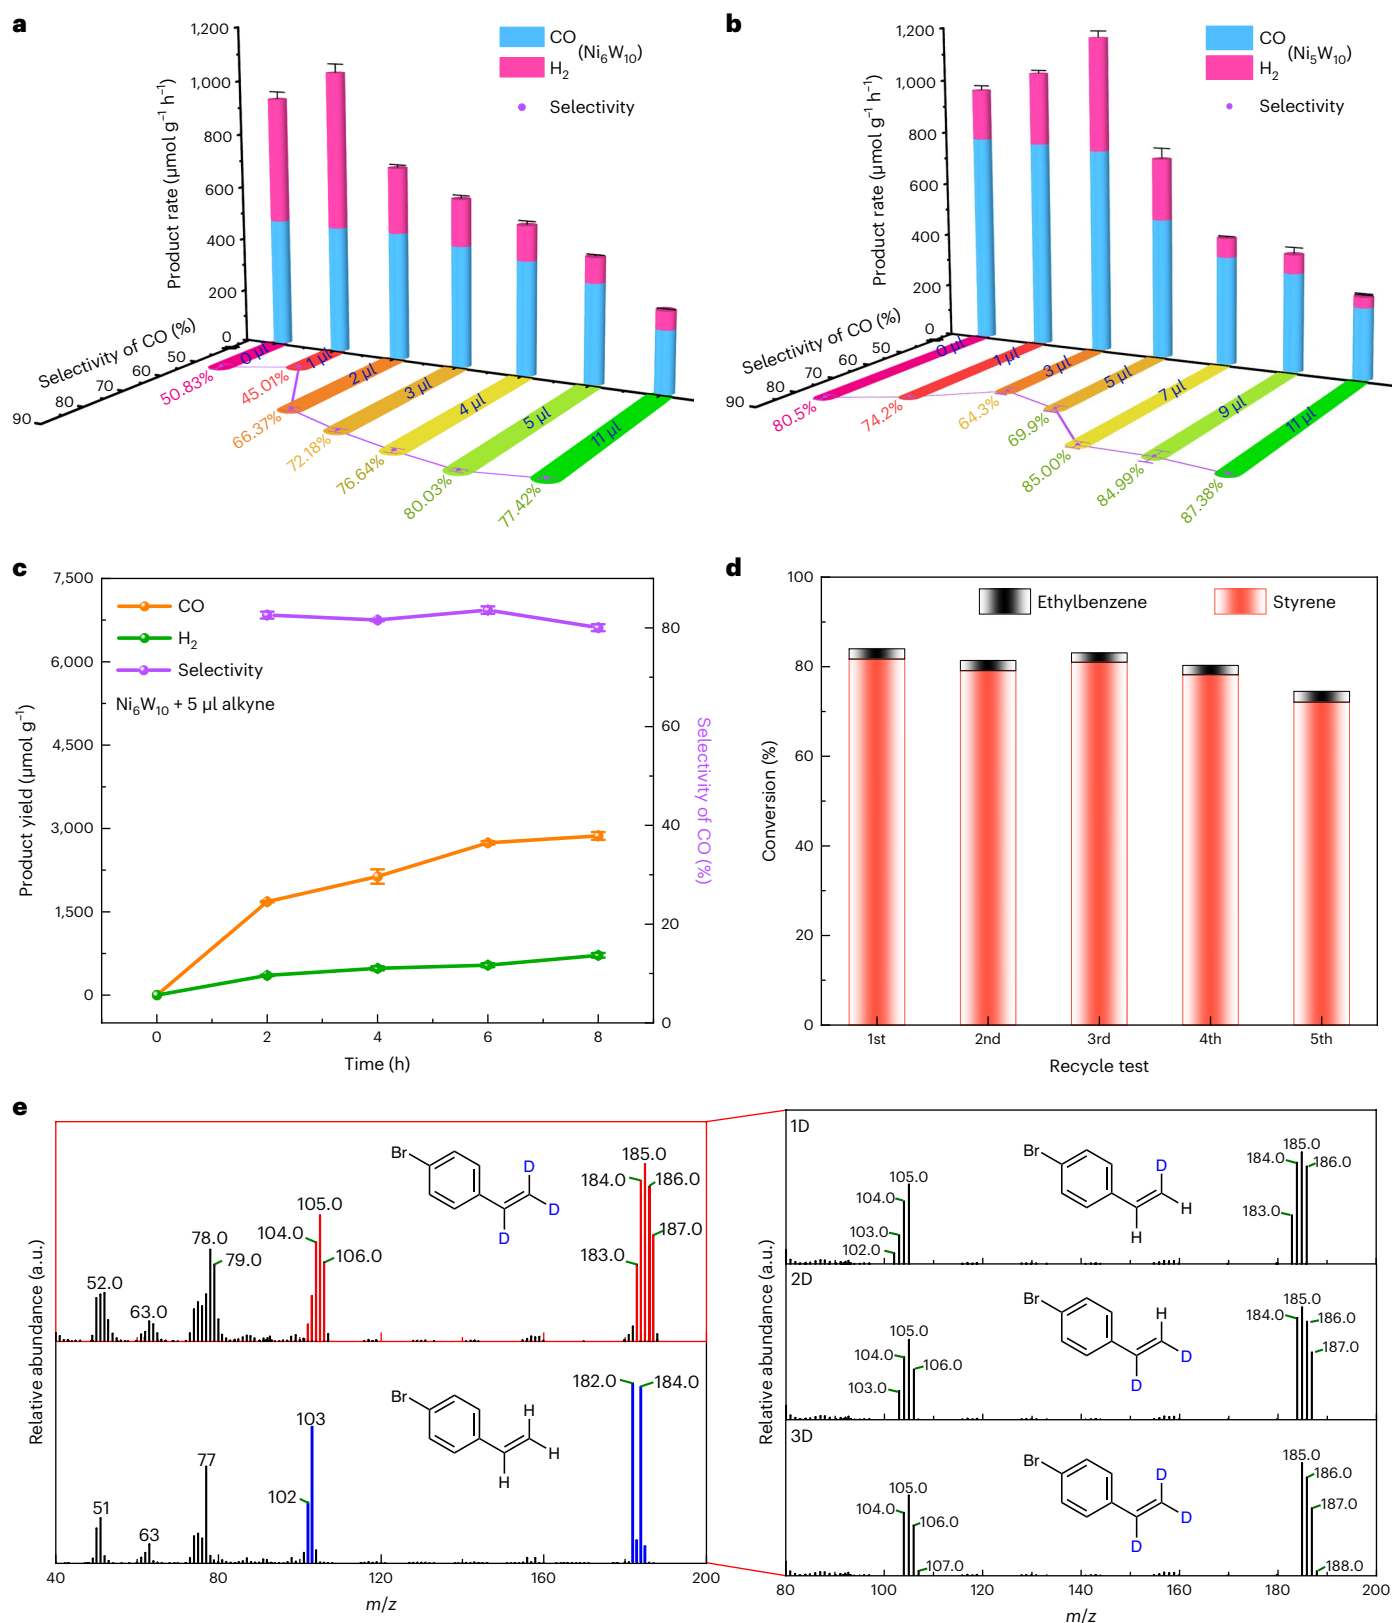 a
1,200
1,000
800
600
400
200
0
Product rate (µmol g⁻¹ h⁻¹)
CO
H₂
(Ni₆W₁₀)
Selectivity
Selectivity of CO (%)
50
60
70
80
90
0 µl
1 µl
2 µl
3 µl
4 µl
5 µl
11 µl
50.83%
45.01%
66.37%
72.18%
76.64%
80.03%
77.42%
b
1,200
1,000
800
600
400
200
0
Product rate (µmol g⁻¹ h⁻¹)
CO
H₂
(Ni₅W₁₀)
Selectivity
Selectivity of CO (%)
50
60
70
80
90
0 µl
1 µl
3 µl
5 µl
7 µl
9 µl
11 µl
80.5%
74.2%
64.3%
69.9%
85.00%
84.99%
87.38%
c
7,500
6,000
4,500
3,000
1,500
0
Product yield (µmol g⁻¹)
CO
H₂
Selectivity
Ni₆W₁₀ + 5 µl alkyne
80
60
40
20
0
Selectivity of CO (%)
0 2 4 6 8
Time (h)
d
100
80
60
40
20
0
Conversion (%)
Ethylbenzene Styrene
1st 2nd 3rd 4th 5th
Recycle test
e
Relative abundance (a.u.)
52.0
63.0
78.0
79.0
104.0
105.0
106.0
183.0
184.0
185.0
186.0
187.0
Br
D
D
D
51
63
77
102
103
182.0
184.0
Br
H
H
H
40 80 120 160 200
m/z
Relative abundance (a.u.)
1D
102.0
103.0
104.0
105.0
183.0
184.0
185.0
186.0
Br
D
H
H
2D
103.0
104.0
105.0
106.0
184.0
185.0
186.0
187.0
Br
H
D
D
3D
104.0
105.0
106.0
107.0
185.0
186.0
187.0
188.0
Br
D
D
D
80 100 120 140 160 180 200
m/z